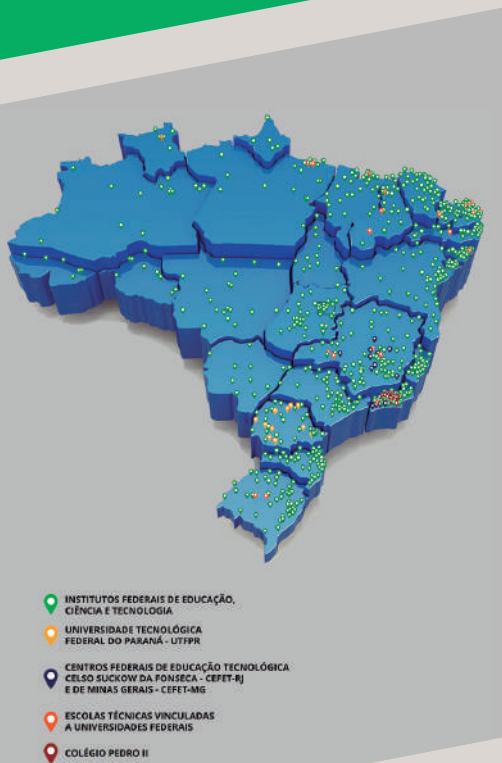 INSTITUTOS FEDERAIS DE EDUCAÇÃO,
CIÊNCIA E TECNOLOGIA
UNIVERSIDADE TECNOLÓGICA
FEDERAL DO PARANÁ - UTFPR
CENTROS FEDERAIS DE EDUCAÇÃO TECNOLÓGICA
CELSO SUCKOW DA FONSECA - CEFET-RJ
E DE MINAS GERAIS - CEFET-MG
ESCOLAS TÉCNICAS VINCULADAS
A UNIVERSIDADES FEDERAIS
COLÉGIO PEDRO II